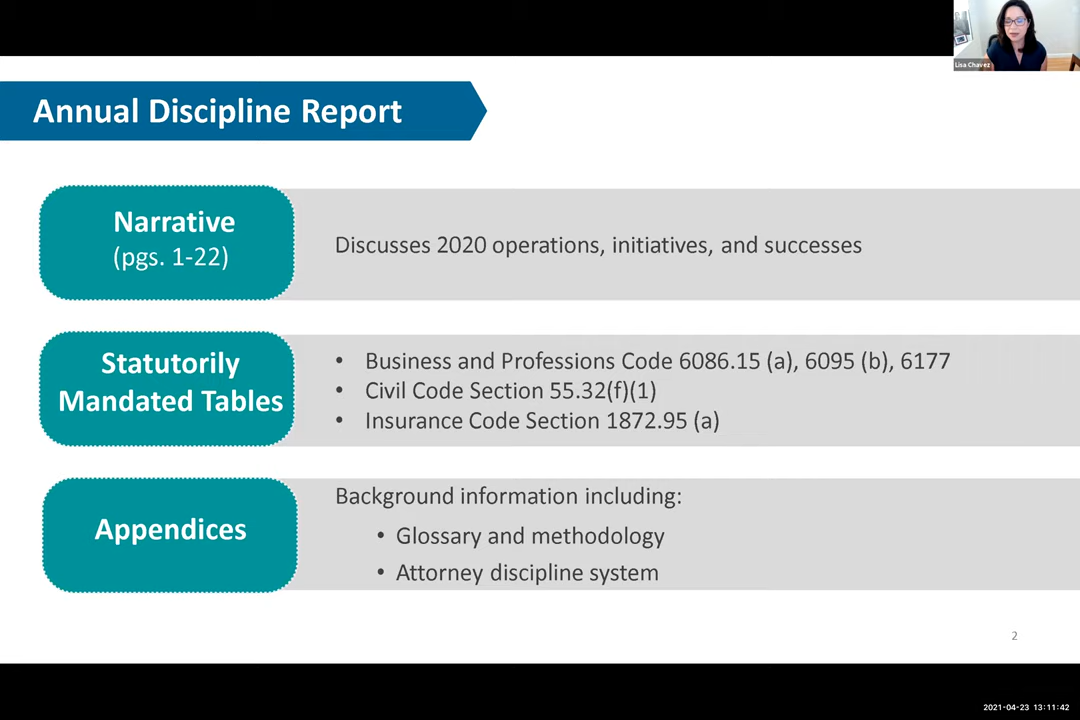 Lisa Chavez
Annual Discipline Report
Narrative
(pgs. 1-22)
Discusses 2020 operations, initiatives, and successes
Statutorily
Mandated Tables
• Business and Professions Code 6086.15 (a), 6095 (b), 6177
• Civil Code Section 55.32(f)(1)
• Insurance Code Section 1872.95 (a)
Appendices
Background information including:
• Glossary and methodology
• Attorney discipline system
2
2021-04-23 13:11:42